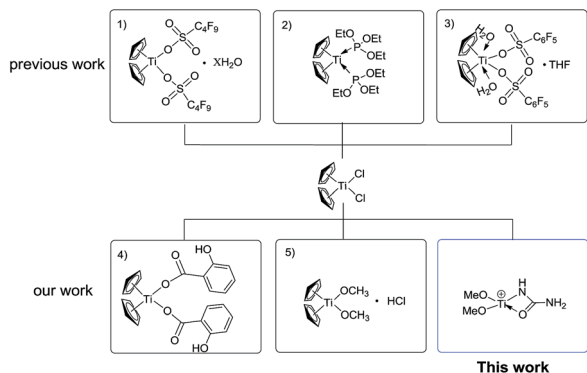 previous work
1)
C₄F₉
O
S
O
O
Ti
O
O
S
O
C₄F₉
• XH₂O
2)
EtO
OEt
P
OEt
Ti
OEt
P
EtO
OEt
3)
H₂O
O
O
C₆F₅
S
Ti
O
O
H₂O
O
S
O
C₆F₅
• THF
Ti
Cl
Cl
our work
4)
HO
O
O
Ti
O
O
HO
5)
Ti
OCH₃
OCH₃
• HCl
MeO
MeO
⊕
Ti
H
N
O
NH₂
This work